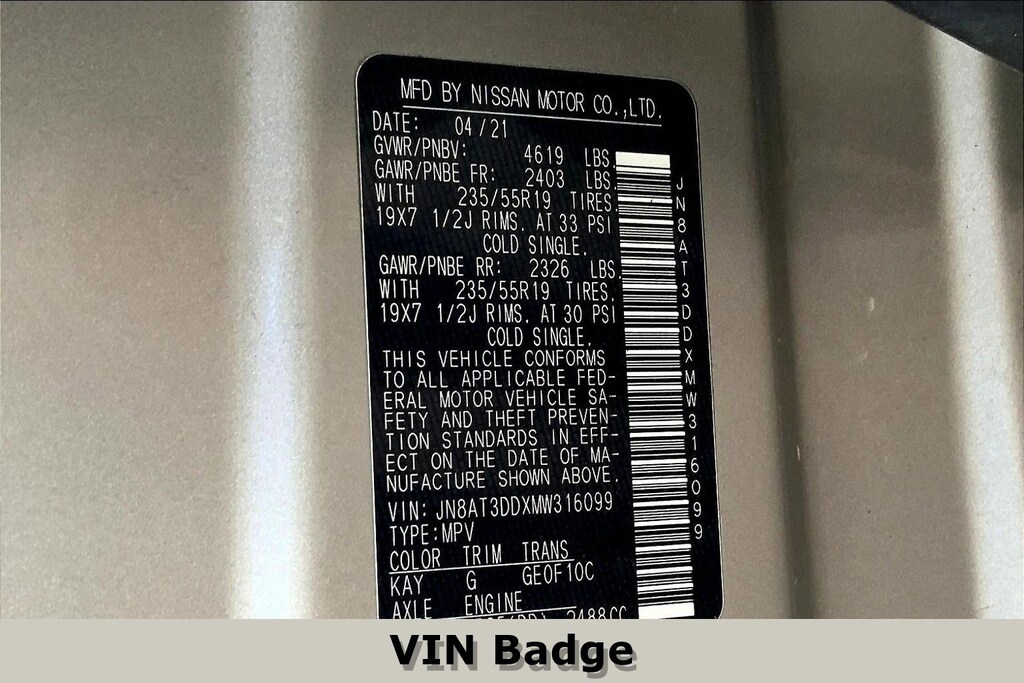 MFD BY NISSAN MOTOR CO.,LTD.
DATE: 04/21
GVWR/PNBV: 4619 LBS.
GAWR/PNBE FR: 2403 LBS.
WITH 235/55R19 TIRES.
19X7 1/2J RIMS. AT 33 PSI
COLD SINGLE.
GAWR/PNBE RR: 2326 LBS.
WITH 235/55R19 TIRES.
19X7 1/2J RIMS. AT 30 PSI
COLD SINGLE.
THIS VEHICLE CONFORMS
TO ALL APPLICABLE FED-
ERAL MOTOR VEHICLE SA-
FETY AND THEFT PREVEN-
TION STANDARDS IN EFF-
ECT ON THE DATE OF MA-
NUFACTURE SHOWN ABOVE.
VIN: JN8AT3DDXMW316099
TYPE:MPV
COLOR TRIM TRANS
KAY G GE0F10C
AXLE ENGINE
2488CC
JN8AT3DDXMW316099
VIN Badge